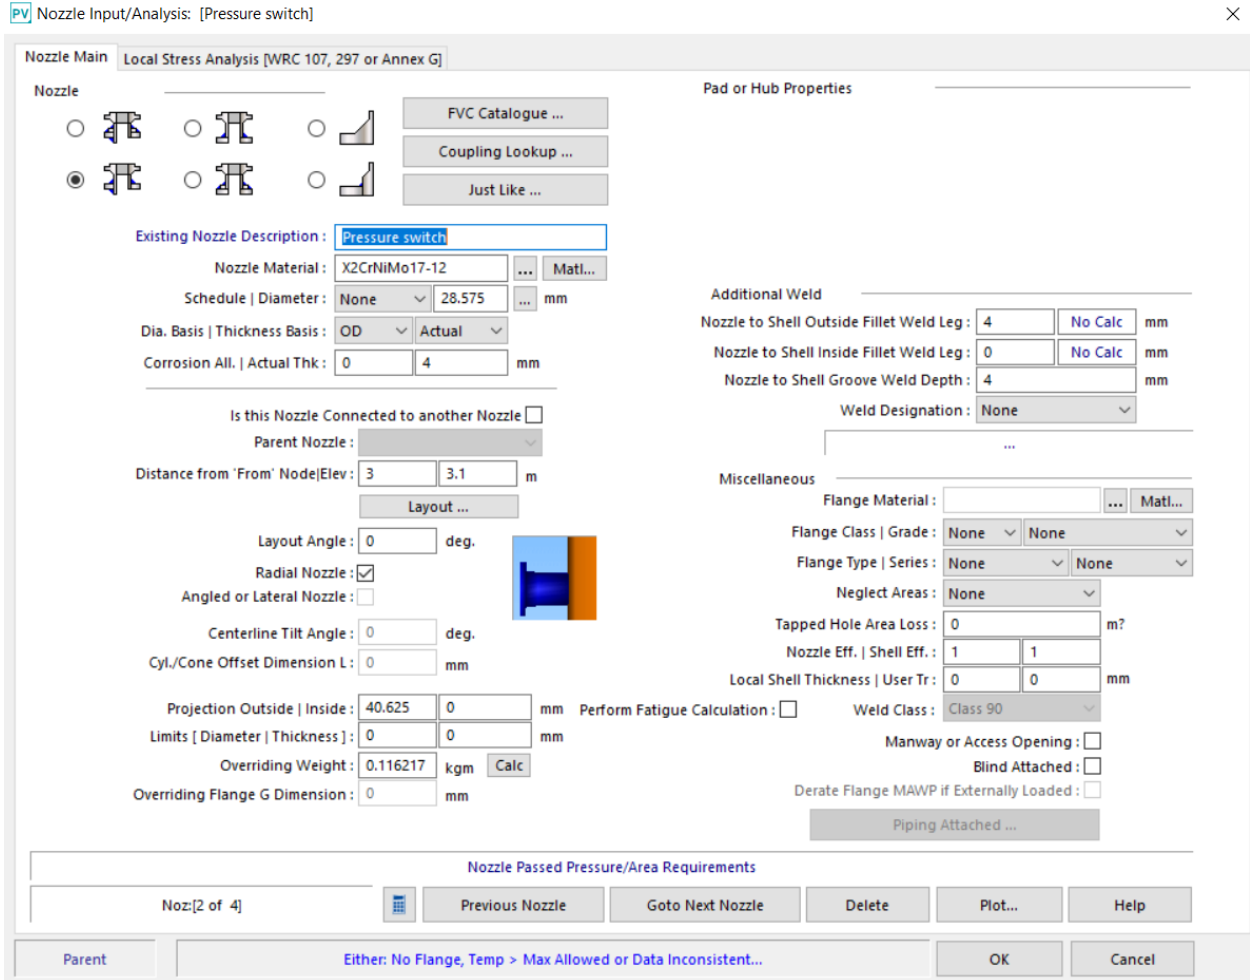 PV Nozzle Input/Analysis: [Pressure switch]
Nozzle Main Local Stress Analysis [WRC 107, 297 or Annex G]
Nozzle
FVC Catalogue ...
Coupling Lookup ...
Just Like ...
Existing Nozzle Description : Pressure switch
Nozzle Material : X2CrNiMo17-12 ... Matl...
Schedule | Diameter : None 28.575 ... mm
Dia. Basis | Thickness Basis : OD Actual
Corrosion All. | Actual Thk : 0 4 mm
Is this Nozzle Connected to another Nozzle
Parent Nozzle :
Distance from 'From' Node|Elev : 3 3.1 m
Layout ...
Layout Angle : 0 deg.
Radial Nozzle :
Angled or Lateral Nozzle :
Centerline Tilt Angle : 0 deg.
Cyl./Cone Offset Dimension L : 0 mm
Projection Outside | Inside : 40.625 0 mm
Limits [ Diameter | Thickness ] : 0 0 mm
Overriding Weight : 0.116217 kgm Calc
Overriding Flange G Dimension : 0 mm
Pad or Hub Properties
Additional Weld
Nozzle to Shell Outside Fillet Weld Leg : 4 No Calc mm
Nozzle to Shell Inside Fillet Weld Leg : 0 No Calc mm
Nozzle to Shell Groove Weld Depth : 4 mm
Weld Designation : None
...
Miscellaneous
Flange Material : ... Matl...
Flange Class | Grade : None None
Flange Type | Series : None None
Neglect Areas : None
Tapped Hole Area Loss : 0 m?
Nozzle Eff. | Shell Eff. : 1 1
Local Shell Thickness | User Tr : 0 0 mm
Perform Fatigue Calculation : Weld Class : Class 90
Manway or Access Opening :
Blind Attached :
Derate Flange MAWP if Externally Loaded :
Piping Attached ...
Nozzle Passed Pressure/Area Requirements
Noz:[2 of 4] Previous Nozzle Goto Next Nozzle Delete Plot... Help
Parent Either: No Flange, Temp > Max Allowed or Data Inconsistent... OK Cancel